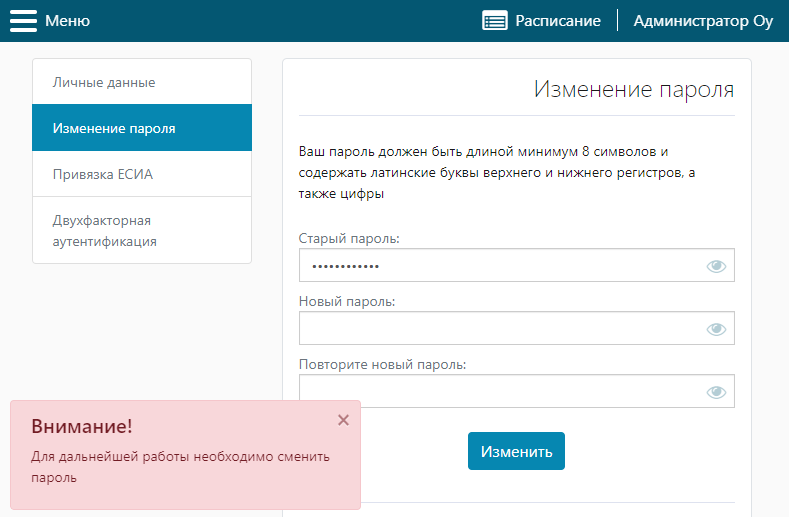 Меню
Расписание
Администратор Оу
Личные данные
Изменение пароля
Привязка ЕСИА
Двухфакторная
аутентификация
Изменение пароля
Ваш пароль должен быть длиной минимум 8 символов и
содержать латинские буквы верхнего и нижнего регистров, а
также цифры
Старый пароль:
••••••••••••
Новый пароль:
Повторите новый пароль:
Изменить
Внимание!
×
Для дальнейшей работы необходимо сменить
пароль